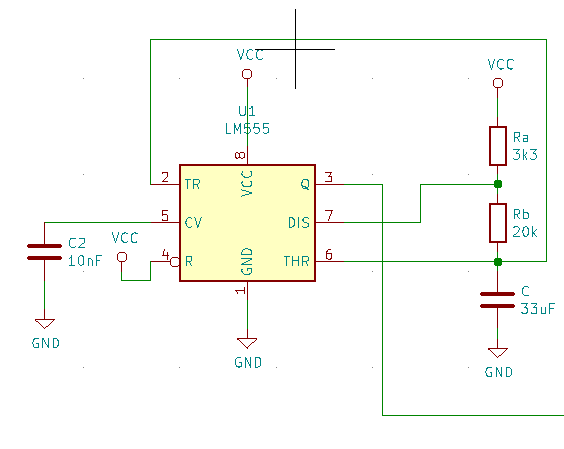 VCC
VCC
U1
LM555
8
VCC
Ra
3k3
2
TR
Q
3
5
CV
DIS
7
Rb
20k
C2
10nF
VCC
4
R
GND
THR
6
1
C
33uF
GND
GND
GND